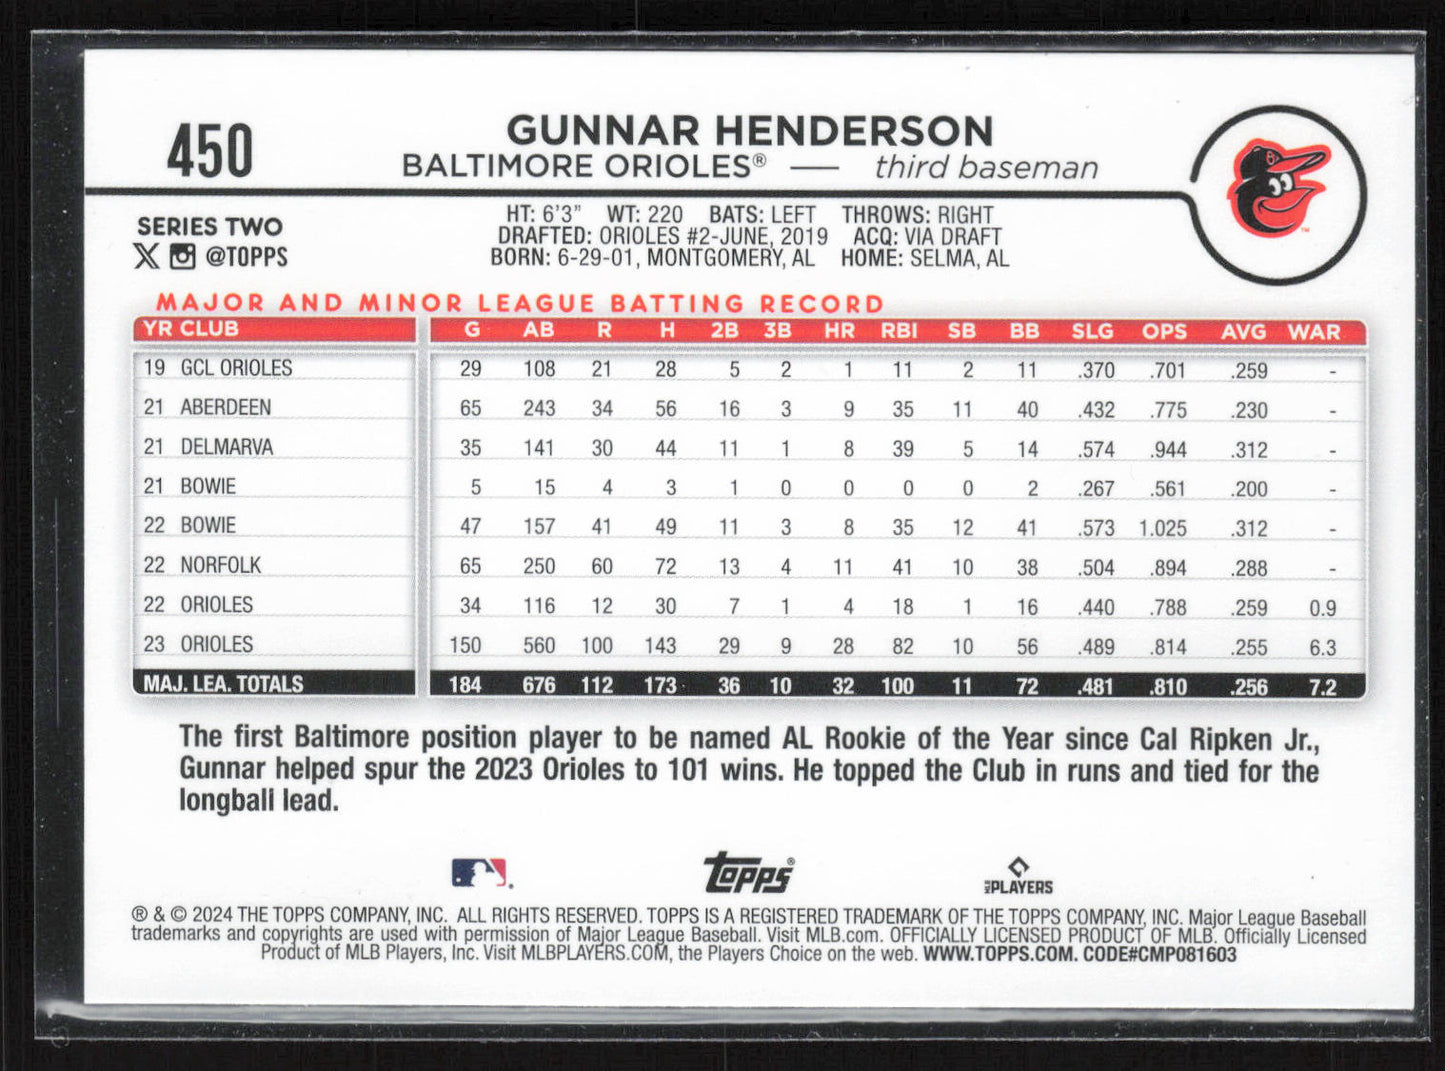 450
GUNNAR HENDERSON
BALTIMORE ORIOLES® — third baseman
SERIES TWO
@TOPPS
HT: 6'3" WT: 220 BATS: LEFT THROWS: RIGHT
DRAFTED: ORIOLES #2-JUNE, 2019 ACQ: VIA DRAFT
BORN: 6-29-01, MONTGOMERY, AL HOME: SELMA, AL
MAJOR AND MINOR LEAGUE BATTING RECORD
YR CLUB G AB R H 2B 3B HR RBI SB BB SLG OPS AVG WAR
19 GCL ORIOLES 29 108 21 28 5 2 1 11 2 11 .370 .701 .259 -
21 ABERDEEN 65 243 34 56 16 3 9 35 11 40 .432 .775 .230 -
21 DELMARVA 35 141 30 44 11 1 8 39 5 14 .574 .944 .312 -
21 BOWIE 5 15 4 3 1 0 0 0 0 2 .267 .561 .200 -
22 BOWIE 47 157 41 49 11 3 8 35 12 41 .573 1.025 .312 -
22 NORFOLK 65 250 60 72 13 4 11 41 10 38 .504 .894 .288 -
22 ORIOLES 34 116 12 30 7 1 4 18 1 16 .440 .788 .259 0.9
23 ORIOLES 150 560 100 143 29 9 28 82 10 56 .489 .814 .255 6.3
MAJ. LEA. TOTALS 184 676 112 173 36 10 32 100 11 72 .481 .810 .256 7.2
The first Baltimore position player to be named AL Rookie of the Year since Cal Ripken Jr.,
Gunnar helped spur the 2023 Orioles to 101 wins. He topped the Club in runs and tied for the
longball lead.
Topps®
MLB PLAYERS
® & © 2024 THE TOPPS COMPANY, INC. ALL RIGHTS RESERVED. TOPPS IS A REGISTERED TRADEMARK OF THE TOPPS COMPANY, INC. Major League Baseball
trademarks and copyrights are used with permission of Major League Baseball. Visit MLB.com. OFFICIALLY LICENSED PRODUCT OF MLB. Officially Licensed
Product of MLB Players, Inc. Visit MLBPLAYERS.COM, the Players Choice on the web. WWW.TOPPS.COM. CODE#CMP081603